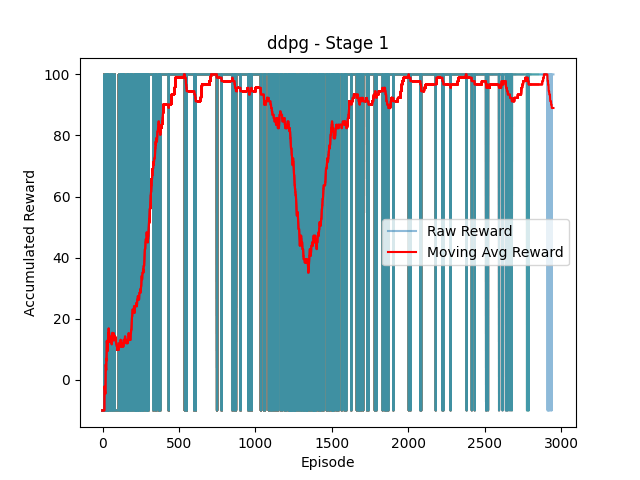 ddpg - Stage 1
Accumulated Reward
100
80
60
40
20
0
Raw Reward
Moving Avg Reward
0 500 1000 1500 2000 2500 3000
Episode